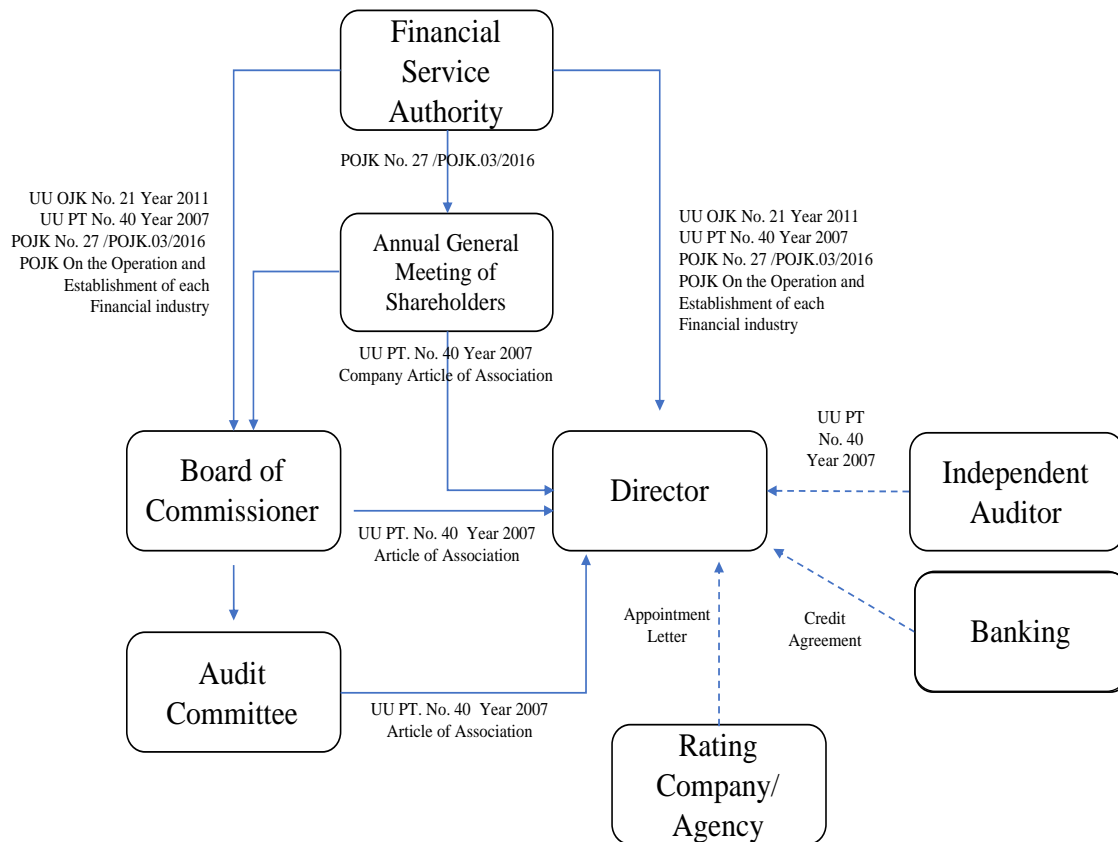 Financial
Service
Authority
POJK No. 27 /POJK.03/2016
UU OJK No. 21 Year 2011
UU PT No. 40 Year 2007
POJK No. 27 /POJK.03/2016
POJK On the Operation and
Establishment of each
Financial industry
UU OJK No. 21 Year 2011
UU PT No. 40 Year 2007
POJK No. 27 /POJK.03/2016
POJK On the Operation and
Establishment of each
Financial industry
Annual General
Meeting of
Shareholders
UU PT. No. 40 Year 2007
Company Article of Association
Board of
Commissioner
UU PT. No. 40 Year 2007
Article of Association
Director
UU PT
No. 40
Year 2007
Independent
Auditor
Appointment
Letter
Credit
Agreement
Banking
Audit
Committee
UU PT. No. 40 Year 2007
Article of Association
Rating
Company/
Agency